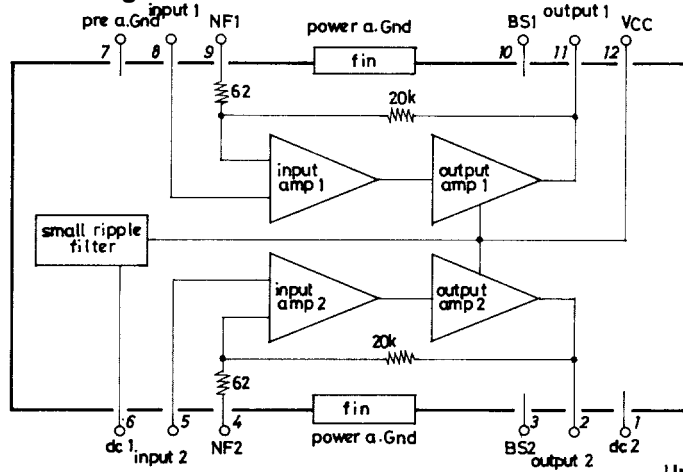 input 1
pre a.Gnd NF1 power a.Gnd BS1 output 1 VCC
7 8 9 10 11 12
fin
62
20k
input amp 1
output amp 1
small ripple filter
input amp 2
output amp 2
20k
62
fin
6 5 4 3 2 1
dc 1 input 2 NF2 power a.Gnd BS2 output 2 dc 2